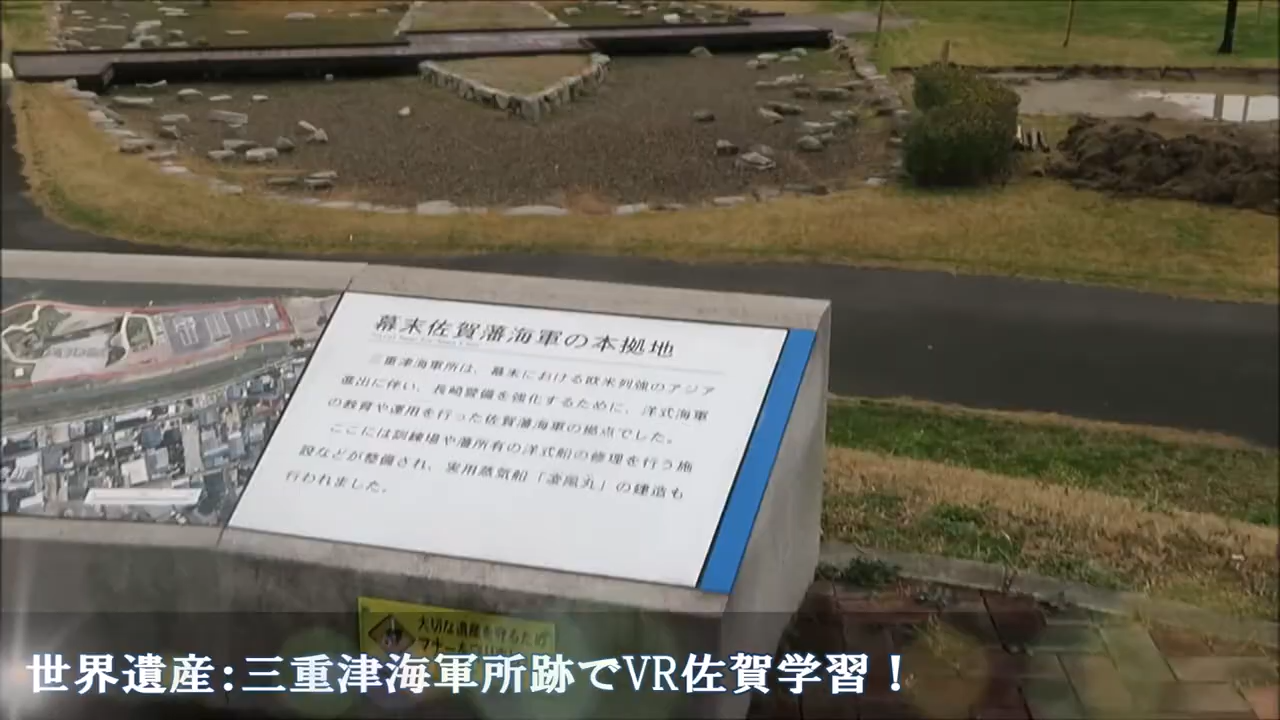 幕末佐賀藩海軍の本拠地
重津海軍所は、幕末における欧米列強のアジア
進出に伴い、長崎警備を強化するために、洋式海軍
の教育や運用を行った佐賀藩海軍の拠点でした。
ここには訓練場や藩所有の洋式船の修理を行う施
設などが整備され、実用蒸気船「凌風丸」の建造も
行われました。
大切な遺産を守るため
世界遺産:三重津海軍所跡でVR佐賀学習！